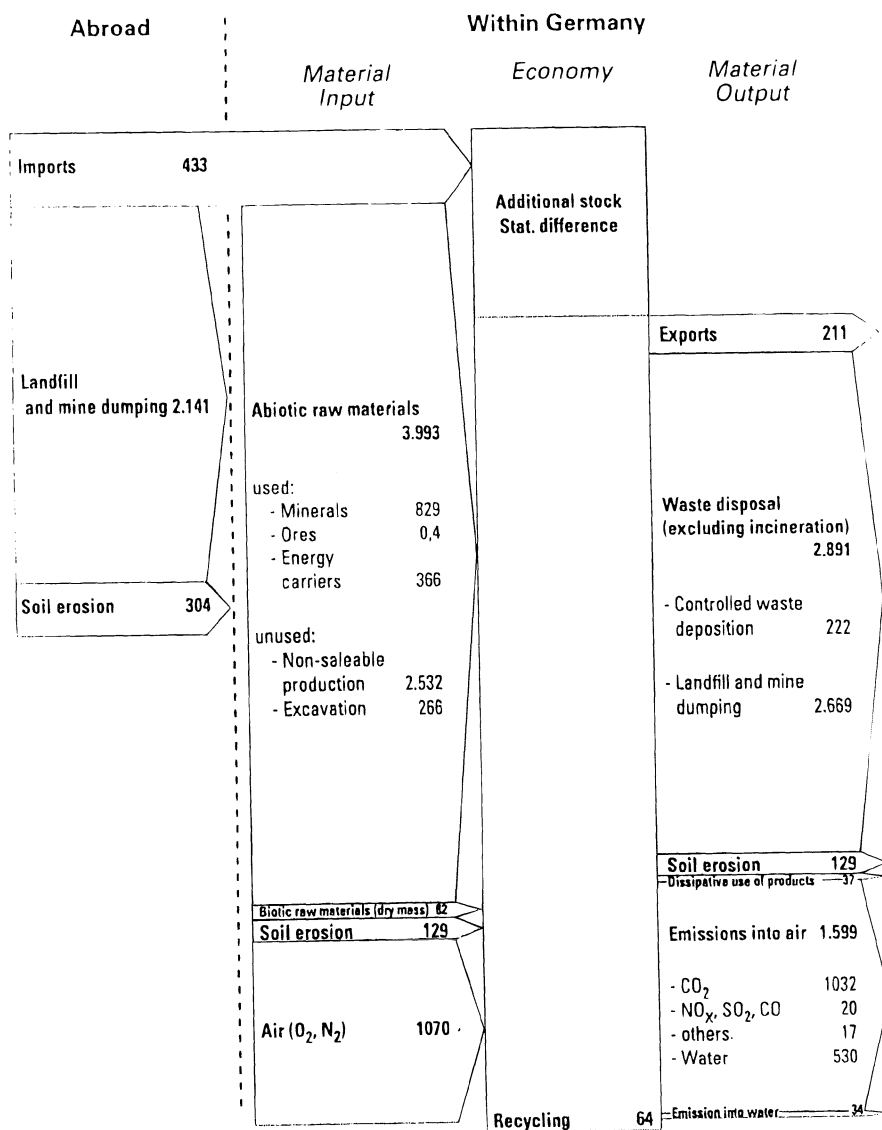 Abroad
Within Germany
Material
Input
Economy
Material
Output
Imports 433
Additional stock
Stat. difference
Exports 211
Landfill
and mine dumping 2.141
Soil erosion 304
Abiotic raw materials
3.993
used:
- Minerals 829
- Ores 0,4
- Energy
carriers 366
unused:
- Non-saleable
production 2.532
- Excavation 266
Waste disposal
(excluding incineration)
2.891
- Controlled waste
deposition 222
- Landfill and mine
dumping 2.669
Biotic raw materials (dry mass) 62
Soil erosion 129
Air (O₂, N₂) 1070
Soil erosion 129
Dissipative use of products 37
Emissions into air 1.599
- CO₂ 1032
- NOₓ, SO₂, CO 20
- others. 17
- Water 530
Recycling 64
Emission into water 34